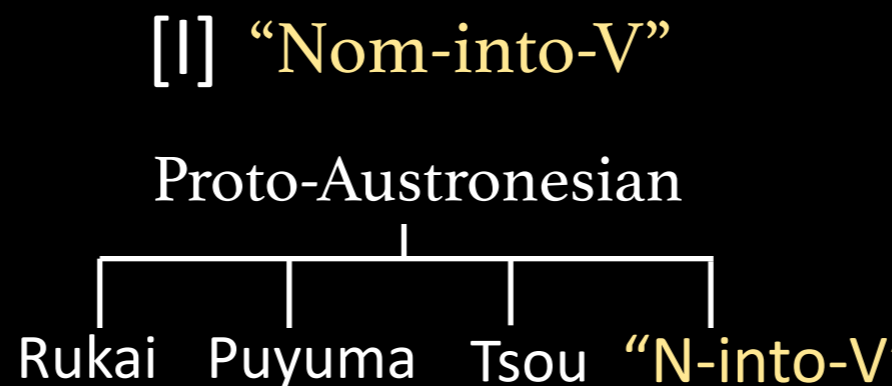 [I] “Nom-into-V”
Proto-Austronesian
Rukai Puyuma Tsou “N-into-V”